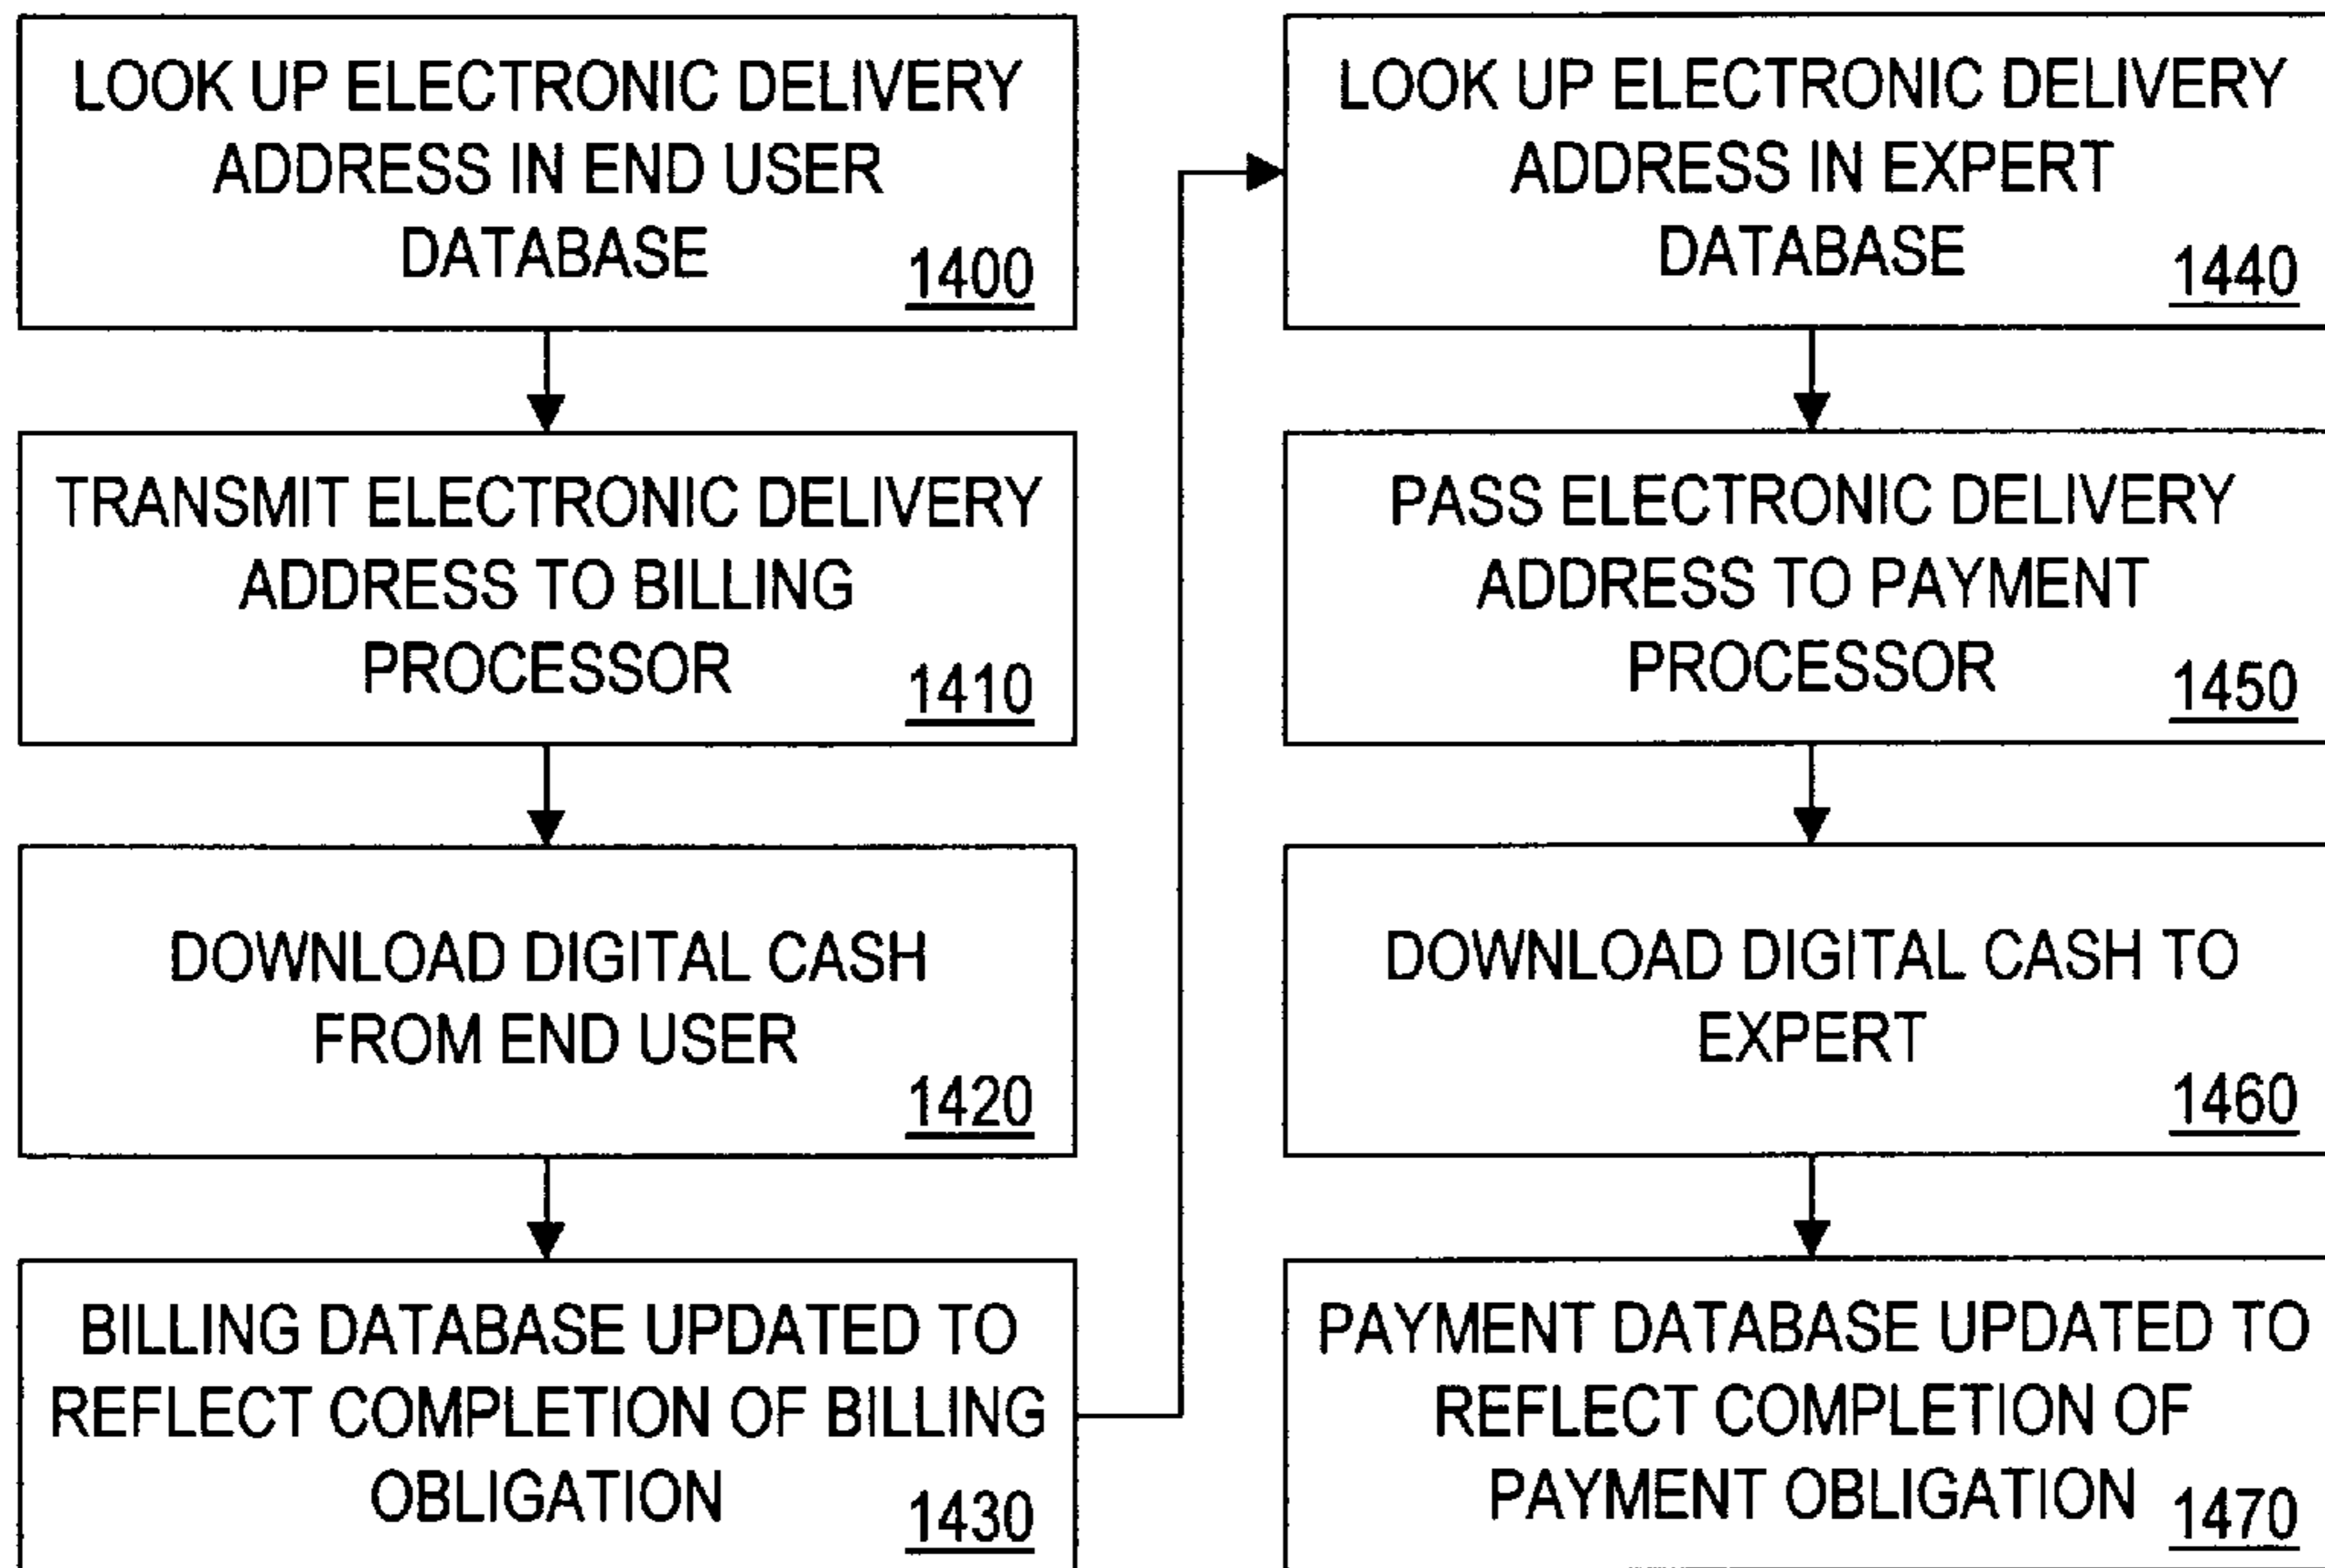 LOOK UP ELECTRONIC DELIVERY
ADDRESS IN END USER
DATABASE
1400
TRANSMIT ELECTRONIC DELIVERY
ADDRESS TO BILLING
PROCESSOR
1410
DOWNLOAD DIGITAL CASH
FROM END USER
1420
BILLING DATABASE UPDATED TO
REFLECT COMPLETION OF BILLING
OBLIGATION
1430
LOOK UP ELECTRONIC DELIVERY
ADDRESS IN EXPERT
DATABASE
1440
PASS ELECTRONIC DELIVERY
ADDRESS TO PAYMENT
PROCESSOR
1450
DOWNLOAD DIGITAL CASH TO
EXPERT
1460
PAYMENT DATABASE UPDATED TO
REFLECT COMPLETION OF
PAYMENT OBLIGATION
1470